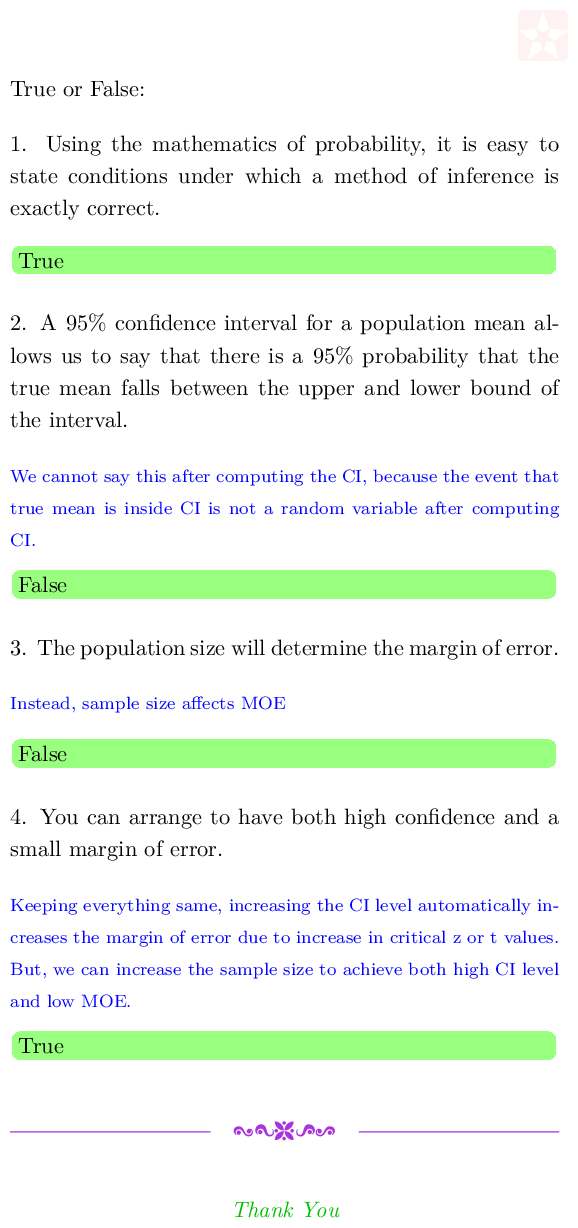 True or False:
1. Using the mathematics of probability, it is easy to
state conditions under which a method of inference is
exactly correct.
True
2. A 95% confidence interval for a population mean al-
lows us to say that there is a 95% probability that the
true mean falls between the upper and lower bound of
the interval.
We cannot say this after computing the CI, because the event that
true mean is inside CI is not a random variable after computing
CI.
False
3. The population size will determine the margin of error.
Instead, sample size affects MOE
False
4. You can arrange to have both high confidence and a
small margin of error.
Keeping everything same, increasing the CI level automatically in-
creases the margin of error due to increase in critical z or t values.
But, we can increase the sample size to achieve both high CI level
and low MOE.
True
Thank You